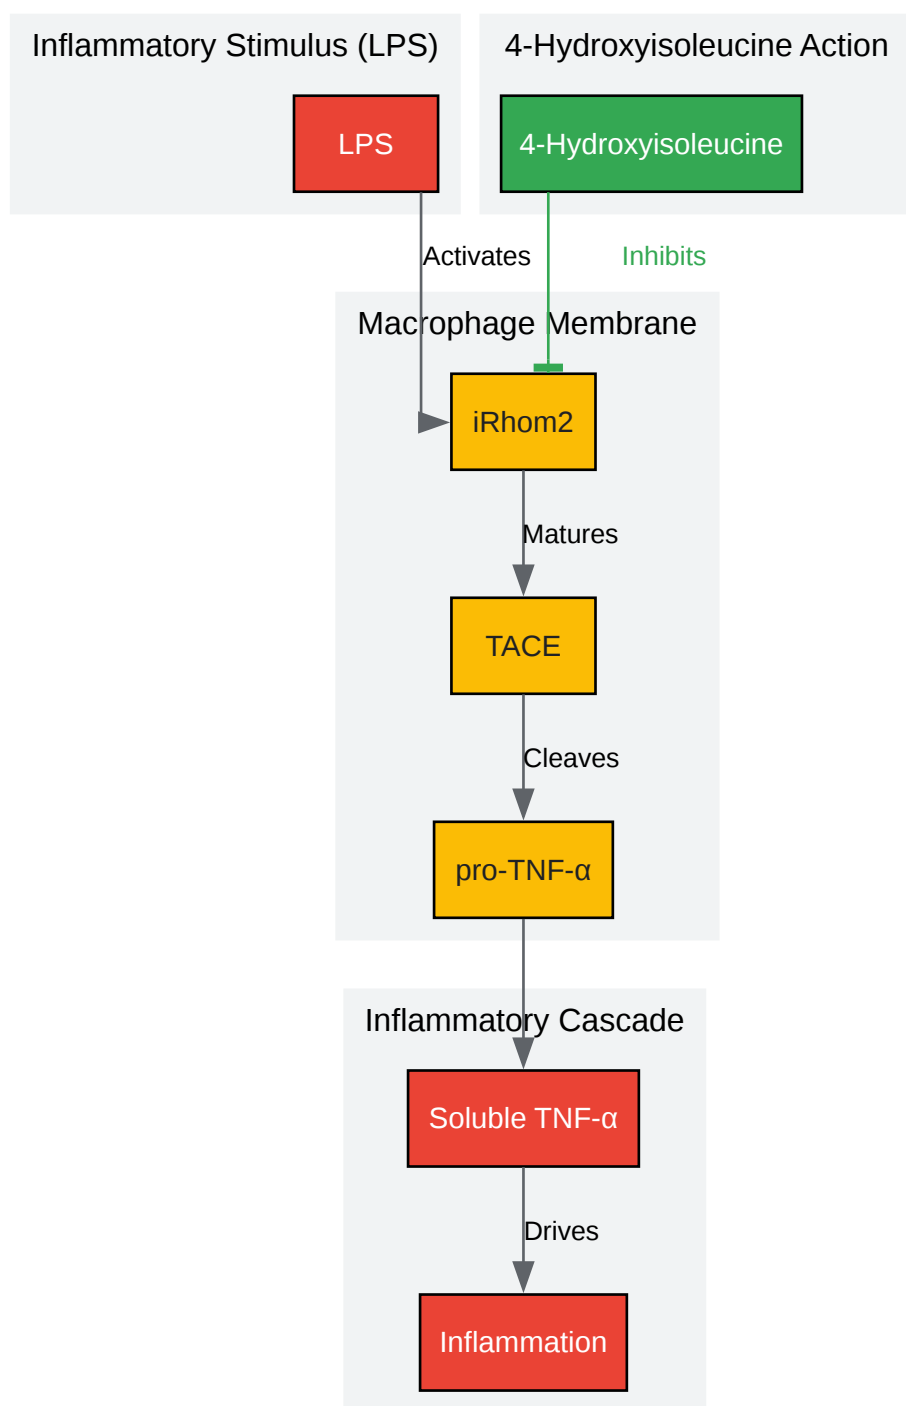 Inflammatory Stimulus (LPS)
4-Hydroxyisoleucine Action
LPS
4-Hydroxyisoleucine
Activates
Inhibits
Macrophage Membrane
iRhom2
Matures
TACE
Cleaves
pro-TNF-α
Inflammatory Cascade
Soluble TNF-α
Drives
Inflammation